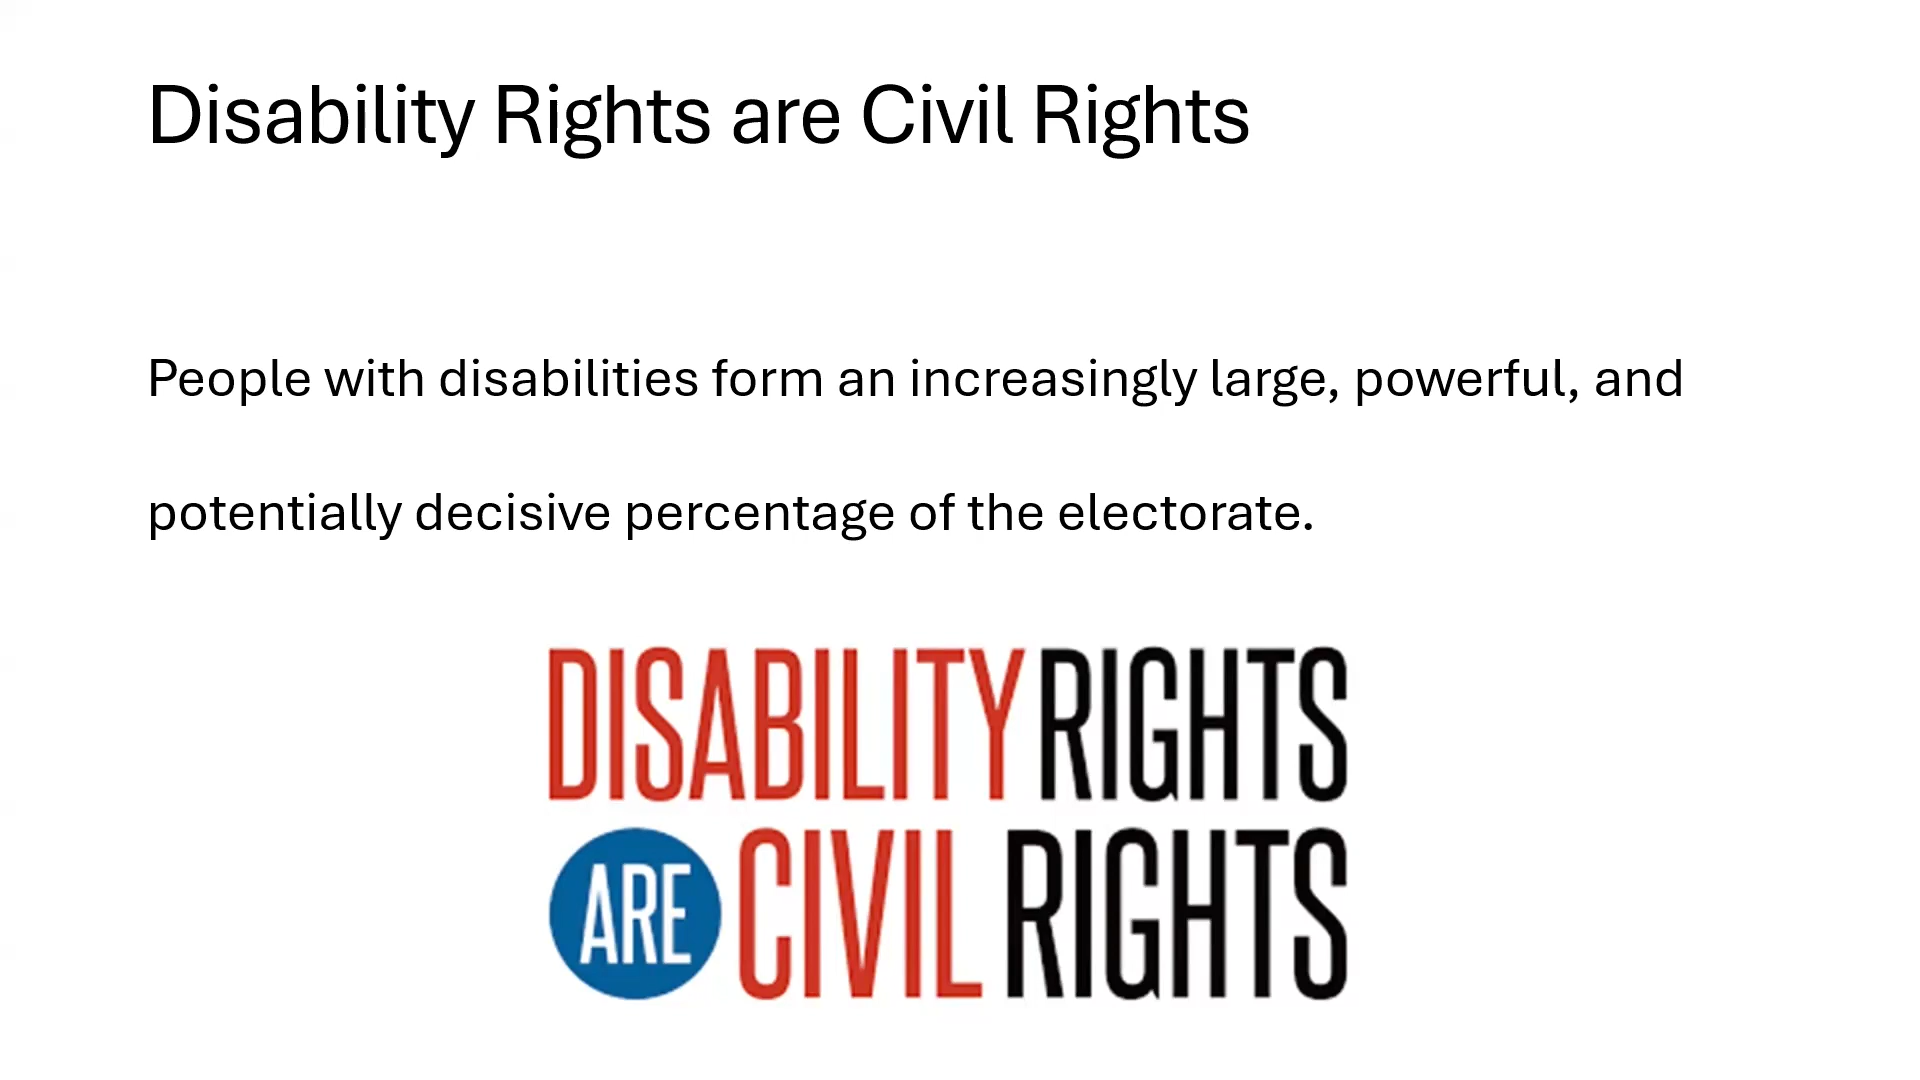 Disability Rights are Civil Rights
People with disabilities form an increasingly large, powerful, and
potentially decisive percentage of the electorate.
DISABILITY RIGHTS
ARE CIVIL RIGHTS